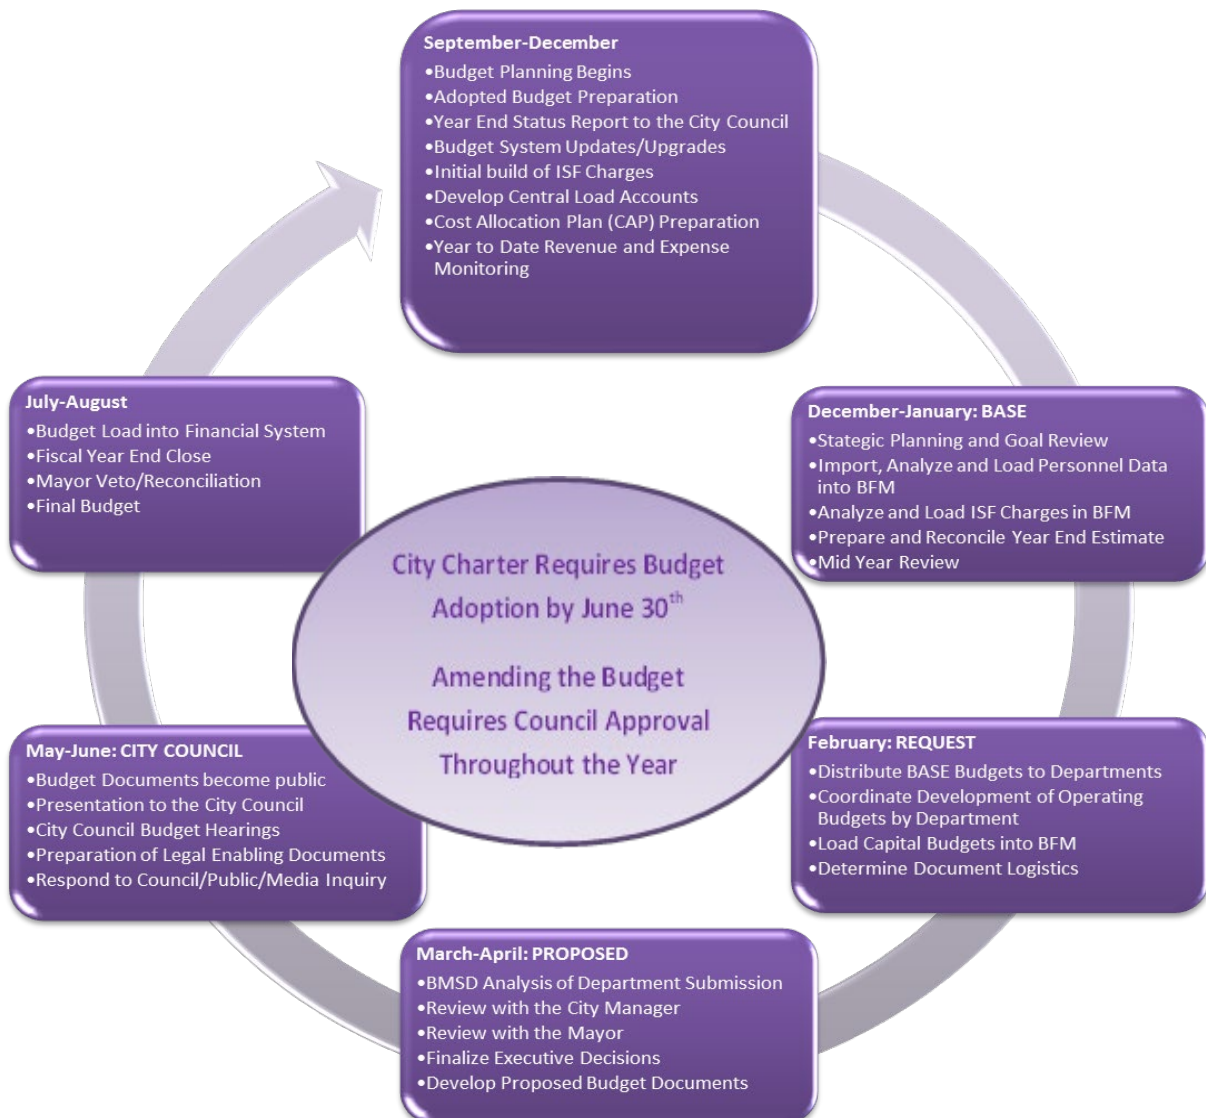 September-December
•Budget Planning Begins
•Adopted Budget Preparation
•Year End Status Report to the City Council
•Budget System Updates/Upgrades
•Initial build of ISF Charges
•Develop Central Load Accounts
•Cost Allocation Plan (CAP) Preparation
•Year to Date Revenue and Expense
Monitoring
December-January: BASE
•Stategic Planning and Goal Review
•Import, Analyze and Load Personnel Data
into BFM
•Analyze and Load ISF Charges in BFM
•Prepare and Reconcile Year End Estimate
•Mid Year Review
February: REQUEST
•Distribute BASE Budgets to Departments
•Coordinate Development of Operating
Budgets by Department
•Load Capital Budgets into BFM
•Determine Document Logistics
March-April: PROPOSED
•BMSD Analysis of Department Submission
•Review with the City Manager
•Review with the Mayor
•Finalize Executive Decisions
•Develop Proposed Budget Documents
May-June: CITY COUNCIL
•Budget Documents become public
•Presentation to the City Council
•City Council Budget Hearings
•Preparation of Legal Enabling Documents
•Respond to Council/Public/Media Inquiry
July-August
•Budget Load into Financial System
•Fiscal Year End Close
•Mayor Veto/Reconciliation
•Final Budget
City Charter Requires Budget
Adoption by June 30th
Amending the Budget
Requires Council Approval
Throughout the Year